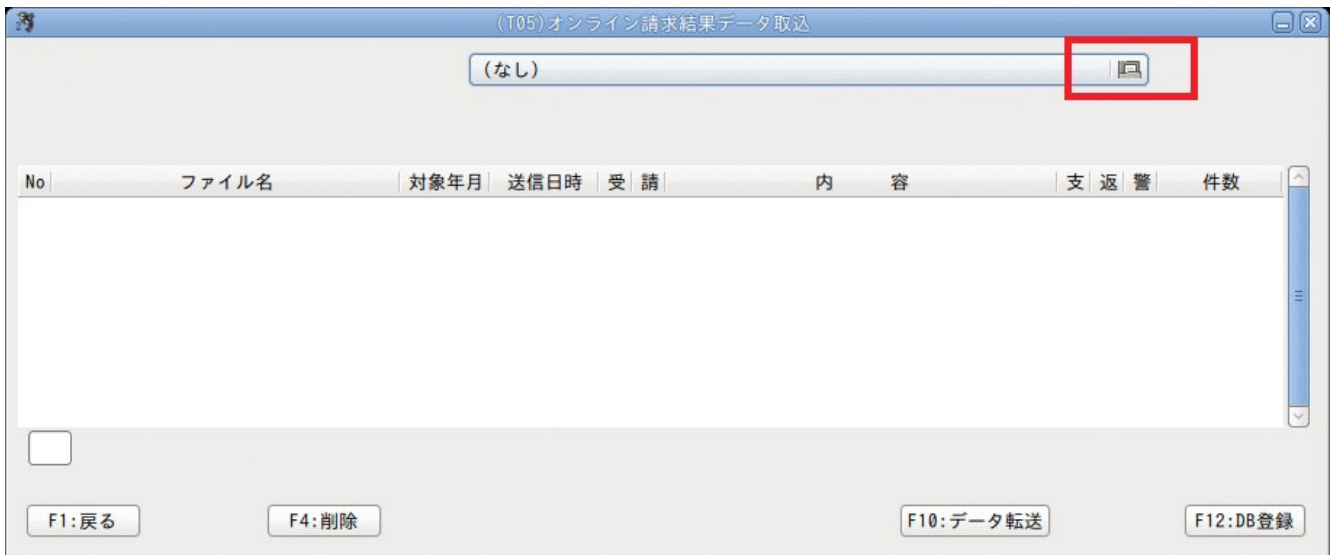 (T05)オンライン請求結果データ取込
(なし)
No ファイル名 対象年月 送信日時 受 請 内 容 支 返 警 件数
F1:戻る F4:削除 F10:データ転送 F12:DB登録